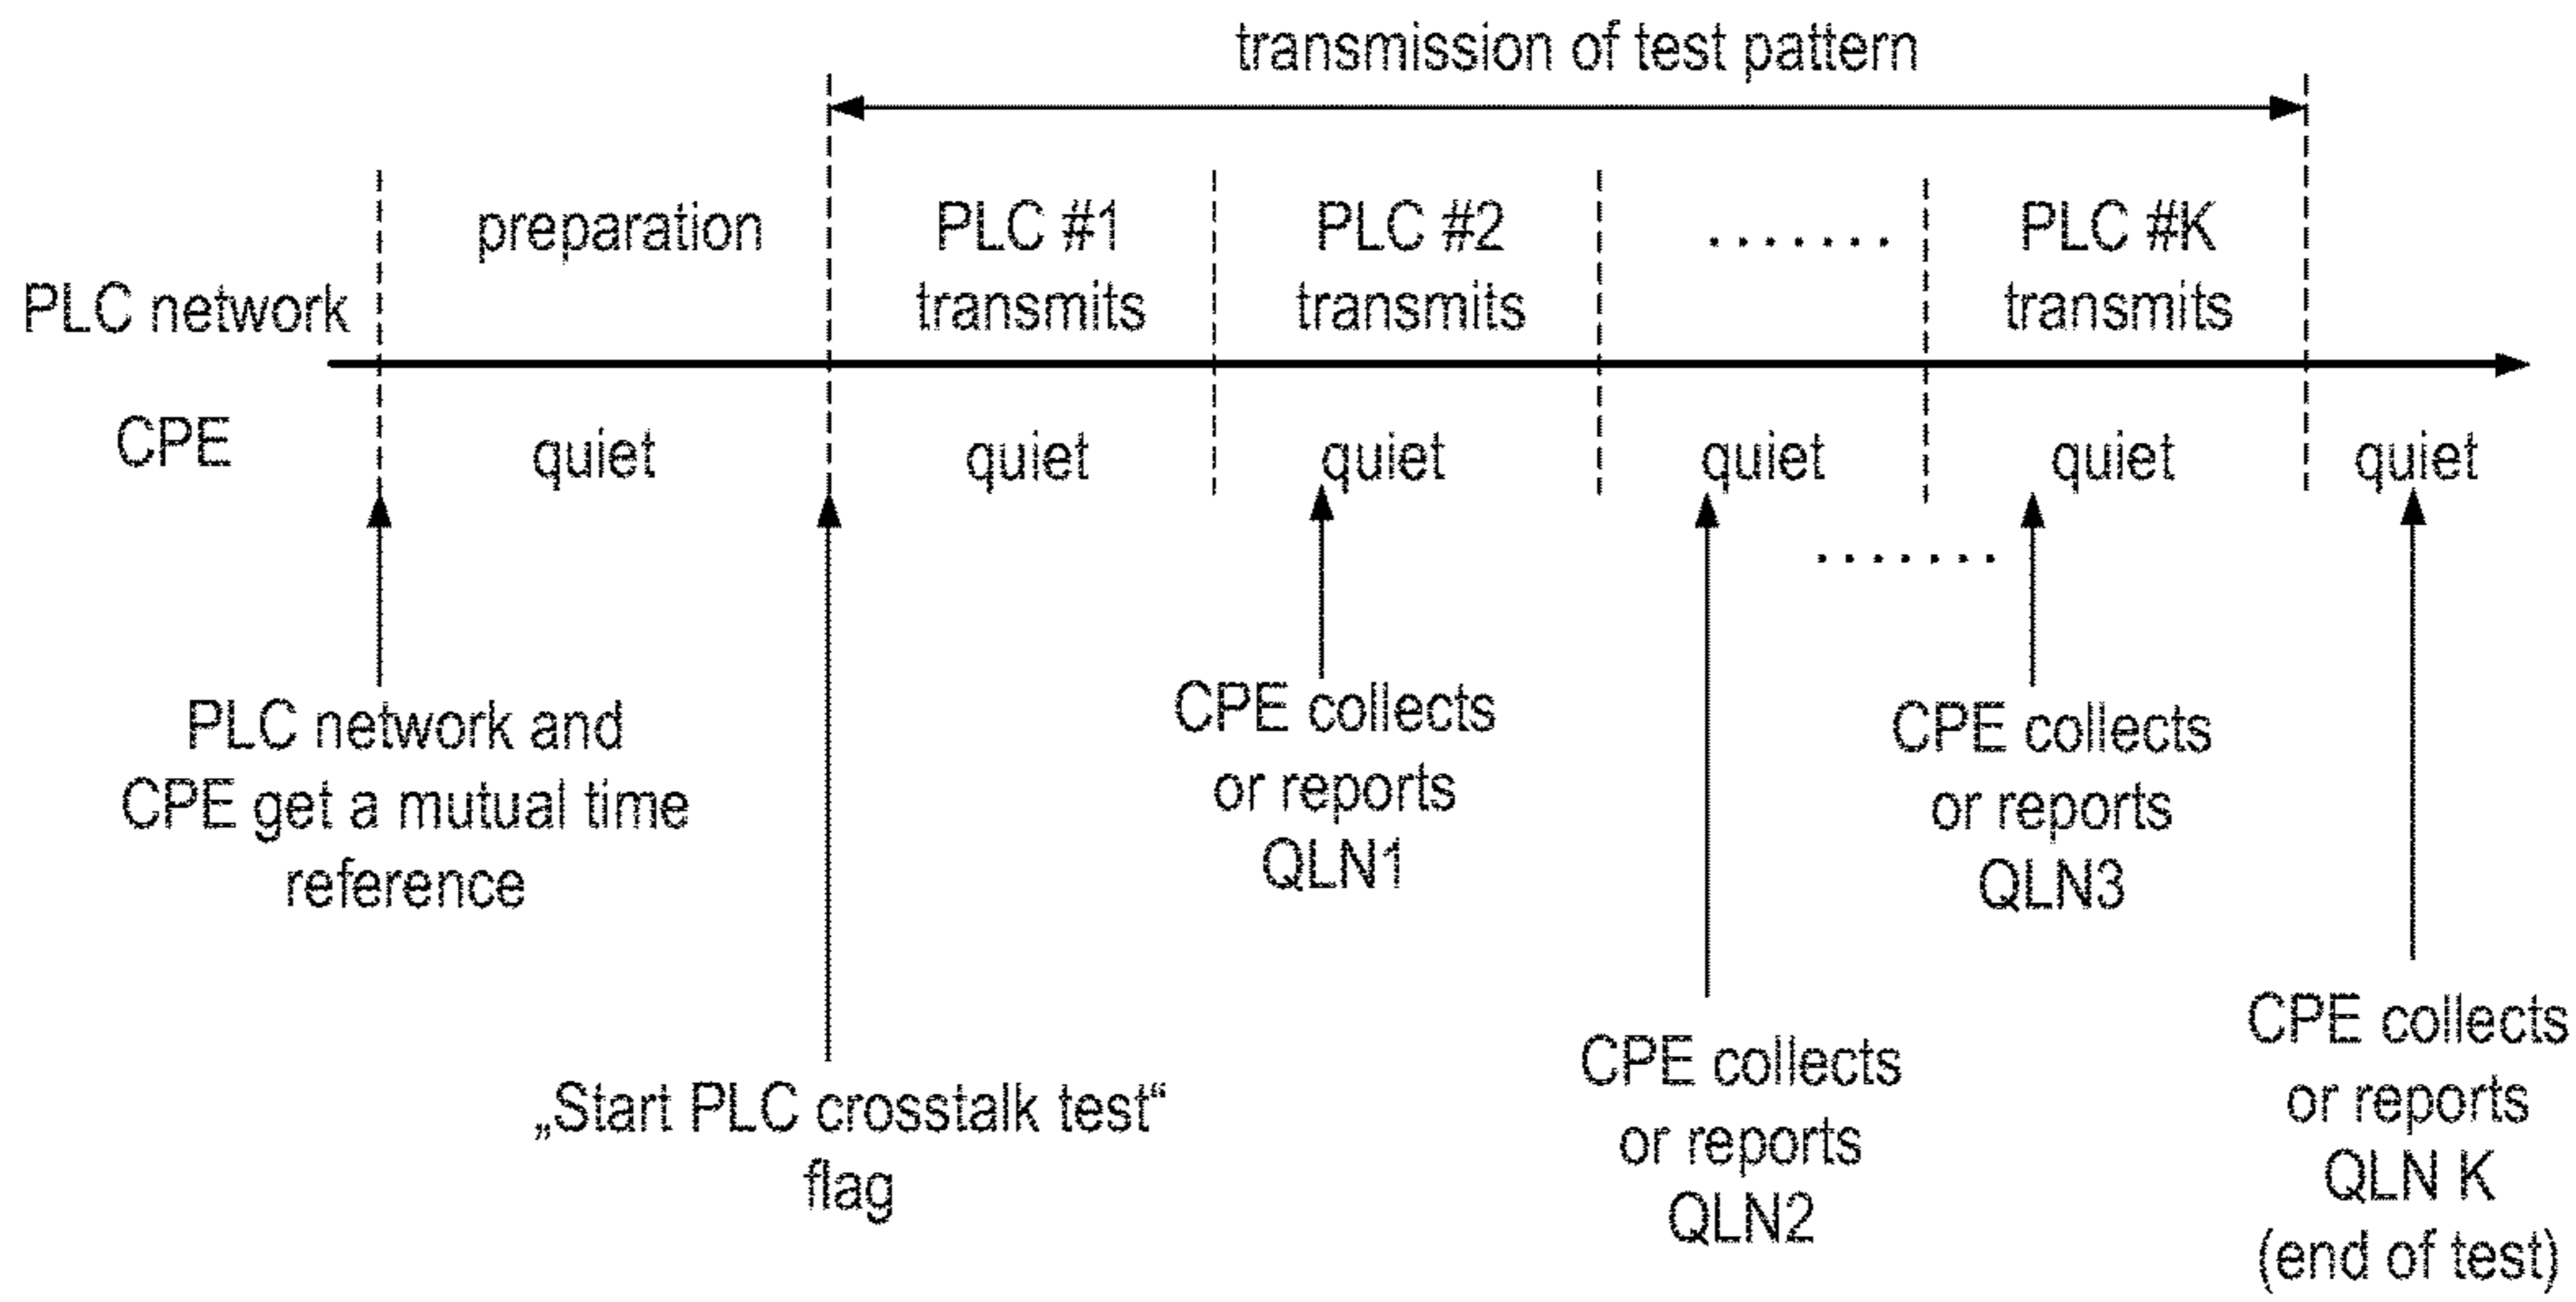 transmission of test pattern
preparation
PLC #1
transmits
PLC #2
transmits
.......
PLC #K
transmits
PLC network
CPE
quiet
quiet
quiet
quiet
quiet
quiet
.......
PLC network and
CPE get a mutual time
reference
„Start PLC crosstalk test“
flag
CPE collects
or reports
QLN1
CPE collects
or reports
QLN2
CPE collects
or reports
QLN3
CPE collects
or reports
QLN K
(end of test)